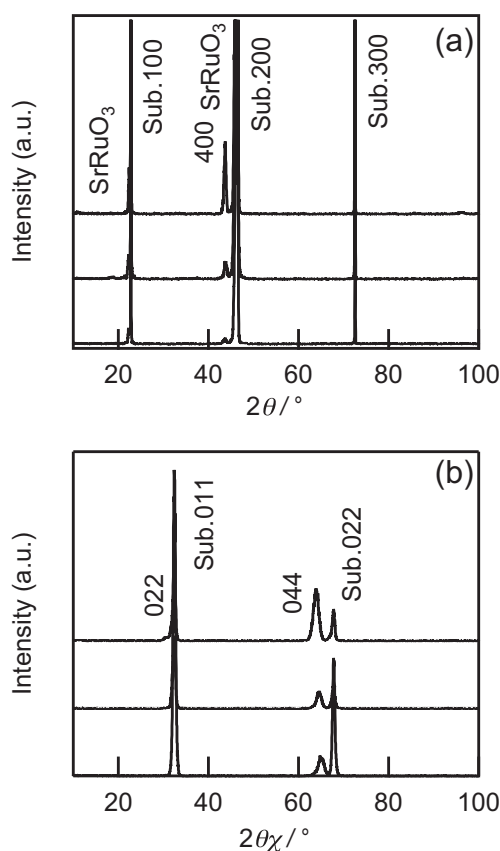 (a)
SrRuO₃
Sub.100
400 SrRuO₃
Sub.200
Sub.300
Intensity (a.u.)
20 40 60 80 100
2θ/°
(b)
022
Sub.011
044
Sub.022
Intensity (a.u.)
20 40 60 80 100
2θχ/°